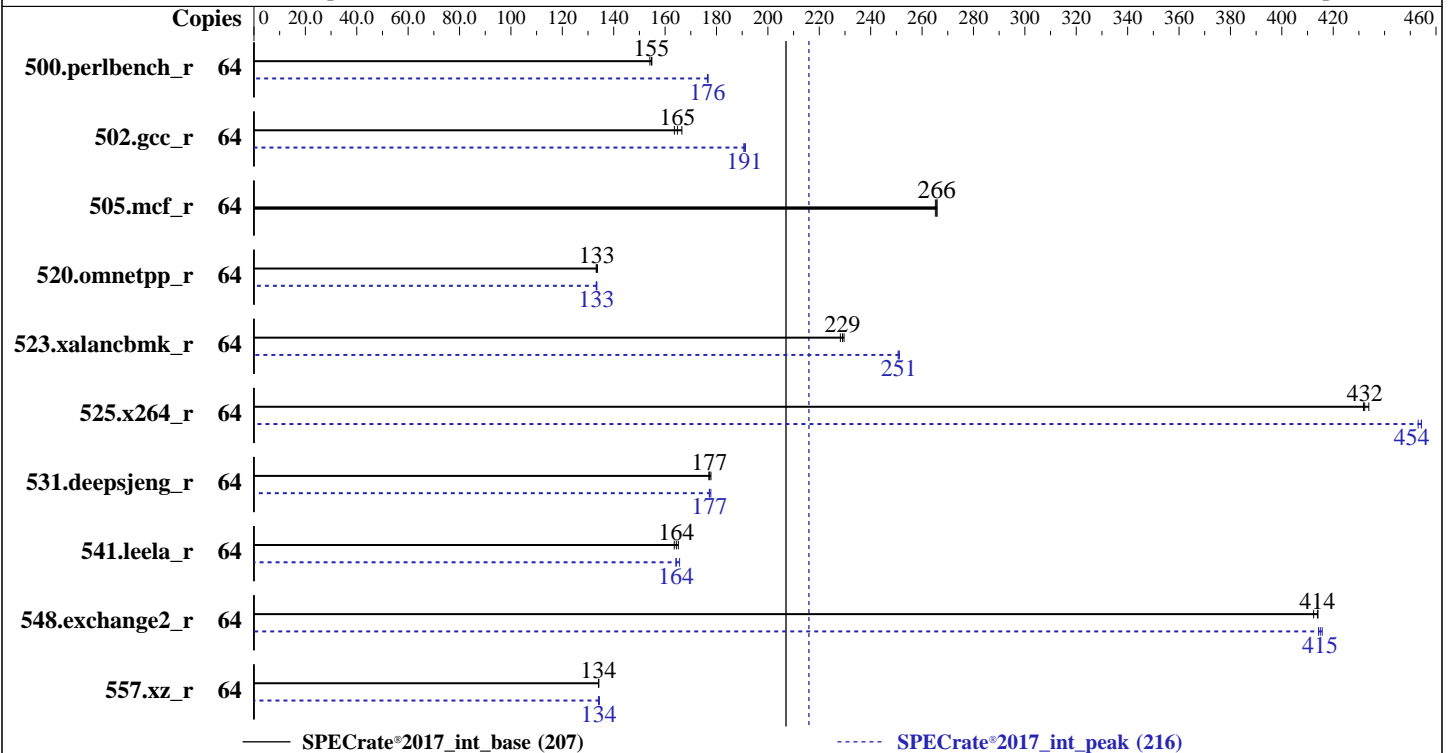 Copies 0 20.0 40.0 60.0 80.0 100 120 140 160 180 200 220 240 260 280 300 320 340 360 380 400 420 460
500.perlbench_r 64 155
176
502.gcc_r 64 165
191
505.mcf_r 64 266
520.omnetpp_r 64 133
133
523.xalancbmk_r 64 229
251
525.x264_r 64 432
454
531.deepsjeng_r 64 177
177
541.leela_r 64 164
164
548.exchange2_r 64 414
415
557.xz_r 64 134
134
SPECrate®2017_int_base (207) SPECrate®2017_int_peak (216)